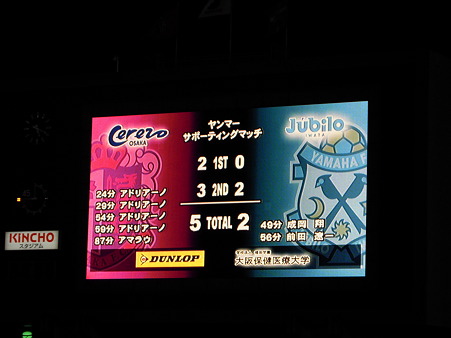 Cerezo
OSAKA
ヤンマー
サポーティングマッチ
Júbilo
IWATA
YAMAHA F
2 1ST 0
3 2ND 2
5 TOTAL 2
24分 アドリアーノ
29分 アドリアーノ
54分 アドリアーノ
59分 アドリアーノ
87分 アマラウ
49分 成岡 翔
56分 前田 遼一
DUNLOP
大阪保健医療大学
KINCHO
スタジアム